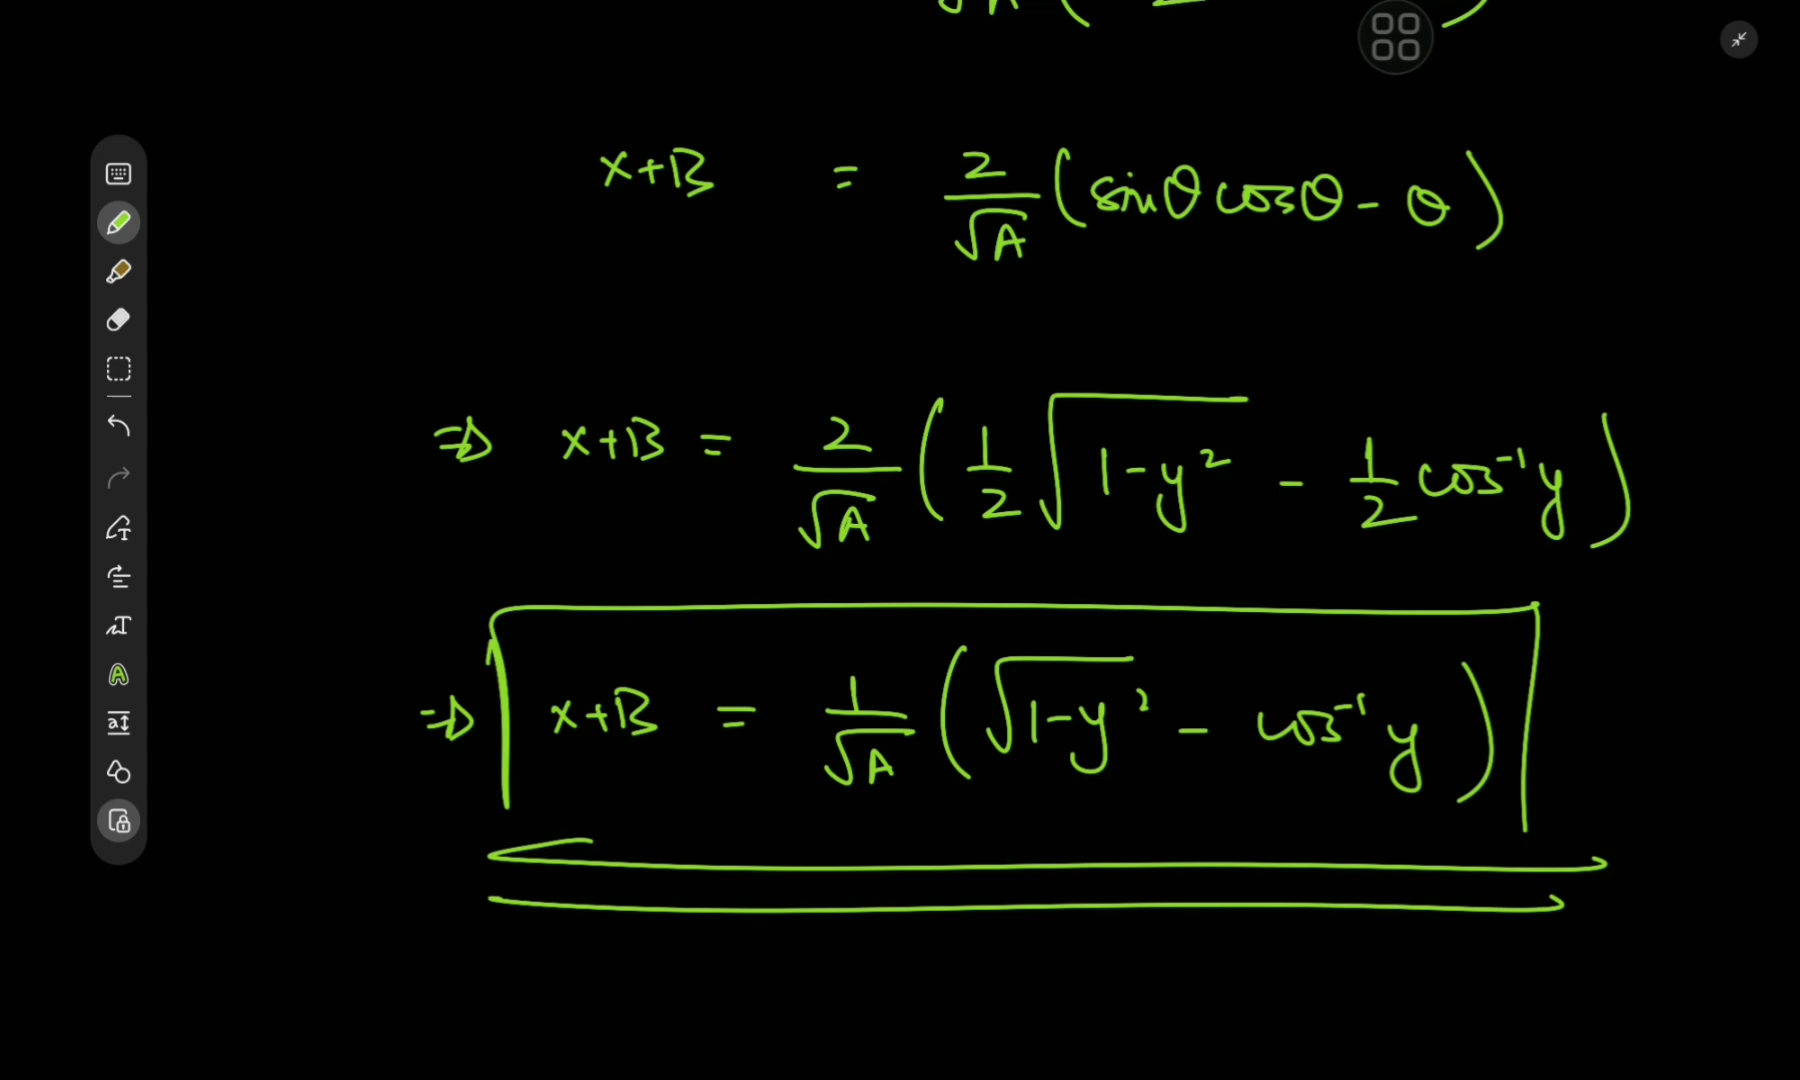 x+B = 2/√A (sinθ cosθ - θ)
⇒ x+B = 2/√A (1/2 √(1-y²) - 1/2 cos⁻¹y)
⇒ x+B = 1/√A (√(1-y²) - cos⁻¹y)